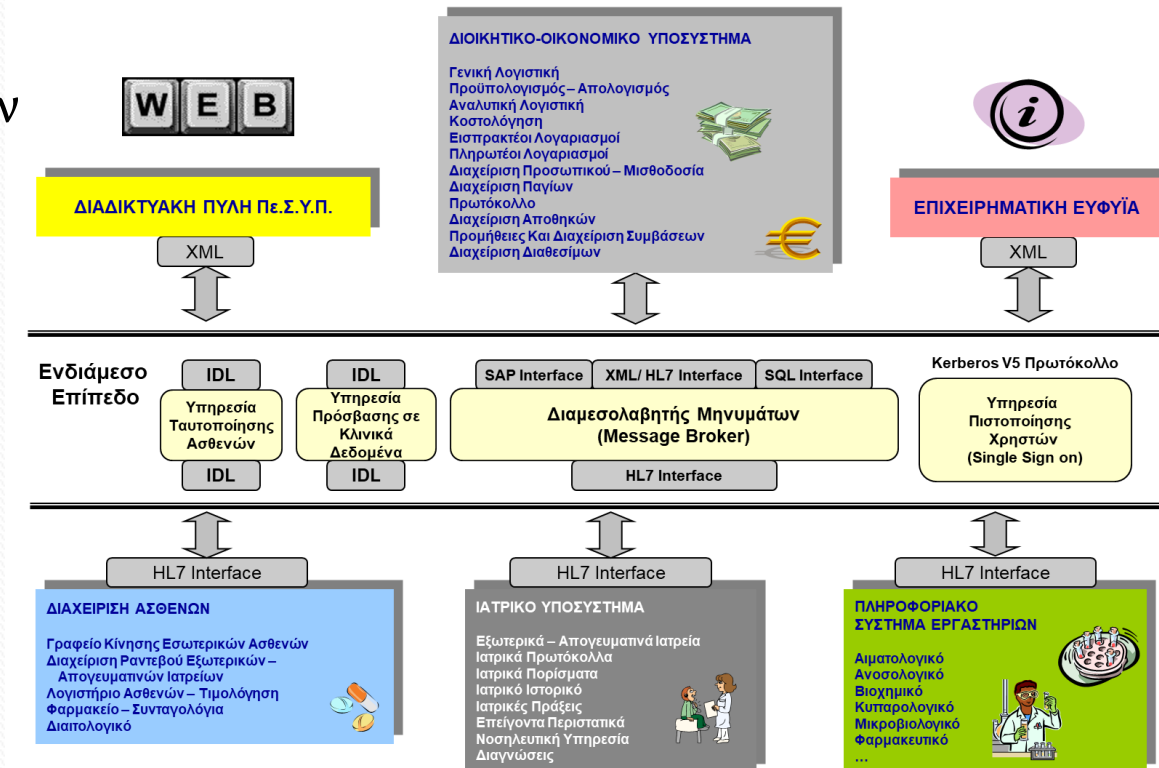 ν
WEB
ΔΙΟΙΚΗΤΙΚΟ-ΟΙΚΟΝΟΜΙΚΟ ΥΠΟΣΥΣΤΗΜΑ
Γενική Λογιστική
Προϋπολογισμός – Απολογισμός
Αναλυτική Λογιστική
Κοστολόγηση
Εισπρακτέοι Λογαριασμοί
Πληρωτέοι Λογαριασμοί
Διαχείριση Προσωπικού – Μισθοδοσία
Διαχείριση Παγίων
Πρωτόκολλο
Διαχείριση Αποθηκών
Προμήθειες Και Διαχείριση Συμβάσεων
Διαχείριση Διαθεσίμων
€
i
ΔΙΑΔΙΚΤΥΑΚΗ ΠΥΛΗ Πε.Σ.Υ.Π.
XML
ΕΠΙΧΕΙΡΗΜΑΤΙΚΗ ΕΥΦΥΪΑ
XML
Ενδιάμεσο
Επίπεδο
IDL
Υπηρεσία
Ταυτοποίησης
Ασθενών
IDL
IDL
Υπηρεσία
Πρόσβασης σε
Κλινικά
Δεδομένα
IDL
SAP Interface
XML/ HL7 Interface
SQL Interface
Διαμεσολαβητής Μηνυμάτων
(Message Broker)
HL7 Interface
Kerberos V5 Πρωτόκολλο
Υπηρεσία
Πιστοποίησης
Χρηστών
(Single Sign on)
HL7 Interface
ΔΙΑΧΕΙΡΙΣΗ ΑΣΘΕΝΩΝ
Γραφείο Κίνησης Εσωτερικών Ασθενών
Διαχείριση Ραντεβού Εξωτερικών –
Απογευματινών Ιατρείων
Λογιστήριο Ασθενών – Τιμολόγηση
Φαρμακείο – Συνταγολόγια
Διαιτολογικό
HL7 Interface
ΙΑΤΡΙΚΟ ΥΠΟΣΥΣΤΗΜΑ
Εξωτερικά – Απογευματινά Ιατρεία
Ιατρικά Πρωτόκολλα
Ιατρικά Πορίσματα
Ιατρικό Ιστορικό
Ιατρικές Πράξεις
Επείγοντα Περιστατικά
Νοσηλευτική Υπηρεσία
Διαγνώσεις
HL7 Interface
ΠΛΗΡΟΦΟΡΙΑΚΟ
ΣΥΣΤΗΜΑ ΕΡΓΑΣΤΗΡΙΩΝ
Αιματολογικό
Ανοσολογικό
Βιοχημικό
Κυτταρολογικό
Μικροβιολογικό
Φαρμακευτικό
...